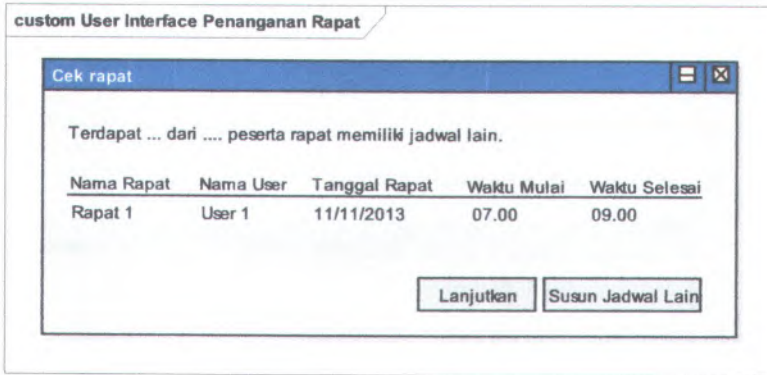 custom User Interface Penanganan Rapat
Cek rapat
Terdapat ... dari .... peserta rapat memiliki jadwal lain.
Nama Rapat Nama User Tanggal Rapat Waktu Mulai Waktu Selesai
Rapat 1 User 1 11/11/2013 07.00 09.00
Lanjutkan Susun Jadwal Lain